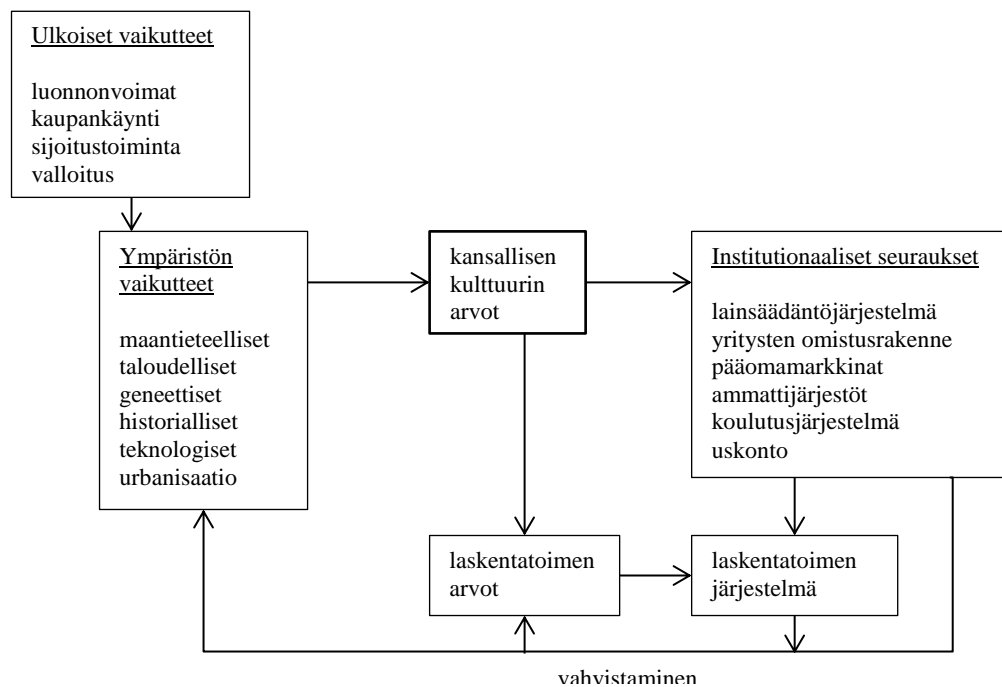 Ulkoiset vaikutteet
luonnonvoimat
kaupankäynti
sijoitustoiminta
valloitus
Ympäristön
vaikutteet
maantieteelliset
taloudelliset
geneettiset
historialliset
teknologiset
urbanisaatio
kansallisen
kulttuurin
arvot
Institutionaaliset seuraukset
lainsäädäntöjärjestelmä
yritysten omistusrakenne
pääomamarkkinat
ammattijärjestöt
koulutusjärjestelmä
uskonto
laskentatoimen
arvot
laskentatoimen
järjestelmä
vahvistaminen